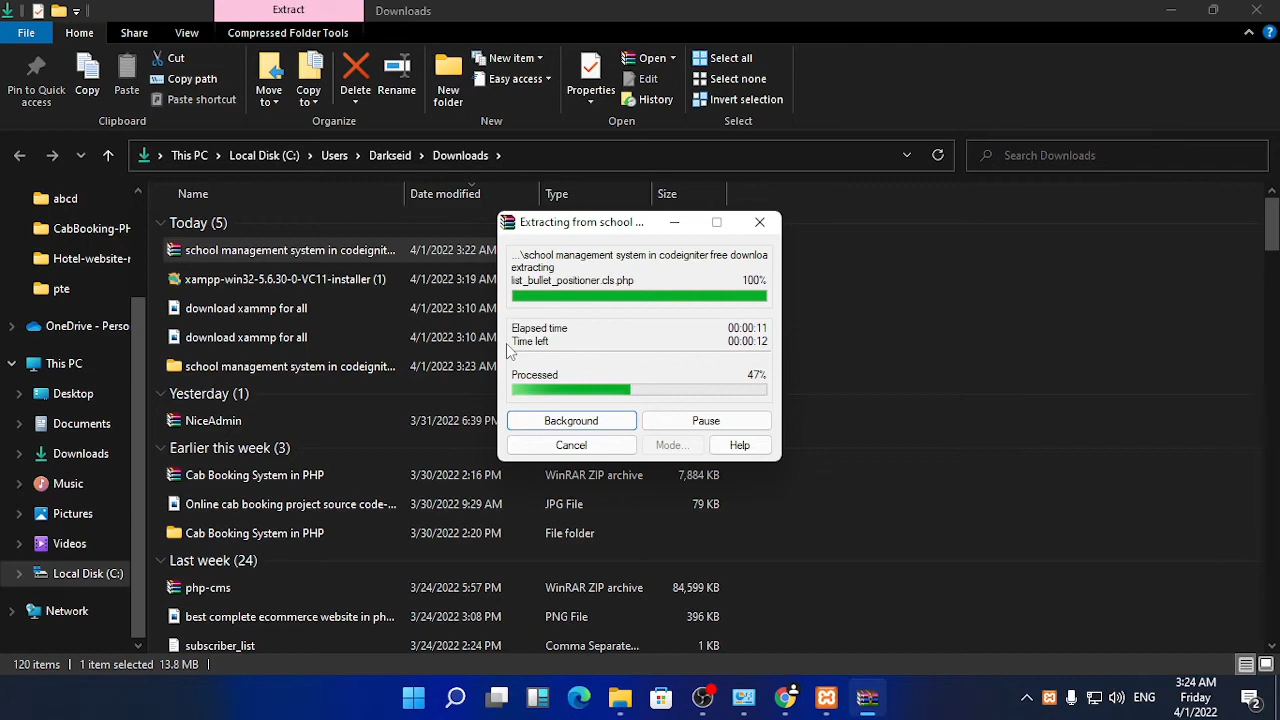 Extract
Downloads
File
Home
Share
View
Compressed Folder Tools
Pin to Quick access
Copy
Paste
Cut
Copy path
Paste shortcut
Clipboard
Move to
Copy to
Delete
Rename
Organize
New folder
New item
Easy access
New
Properties
Open
Edit
History
Open
Select all
Select none
Invert selection
Select
This PC
Local Disk (C:)
Users
Darkseid
Downloads
Search Downloads
abcd
CabBooking-PH
Hotel-website-r
pte
OneDrive - Perso
This PC
Desktop
Documents
Downloads
Music
Pictures
Videos
Local Disk (C:)
Network
Name
Date modified
Type
Size
Today (5)
school management system in codeignit... 4/1/2022 3:22 AM
xampp-win32-5.6.30-0-VC11-installer (1) 4/1/2022 3:19 AM
download xammp for all 4/1/2022 3:10 AM
download xammp for all 4/1/2022 3:10 AM
school management system in codeignit... 4/1/2022 3:23 AM
Yesterday (1)
NiceAdmin 3/31/2022 6:39 PM
Earlier this week (3)
Cab Booking System in PHP 3/30/2022 2:16 PM WinRAR ZIP archive 7,884 KB
Online cab booking project source code-... 3/30/2022 9:29 AM JPG File 79 KB
Cab Booking System in PHP 3/30/2022 2:20 PM File folder
Last week (24)
php-cms 3/24/2022 5:57 PM WinRAR ZIP archive 84,599 KB
best complete ecommerce website in ph... 3/24/2022 3:08 PM PNG File 396 KB
subscriber_list 3/24/2022 2:24 PM Comma Separate... 1 KB
Extracting from school ...
...\school management system in codeigniter free downloa
extracting
list_bullet_positioner.cls.php 100%
Elapsed time 00:00:11
Time left 00:00:12
Processed 47%
Background
Pause
Cancel
Mode...
Help
120 items
1 item selected 13.8 MB
ENG
3:24 AM
Friday
4/1/2022
2